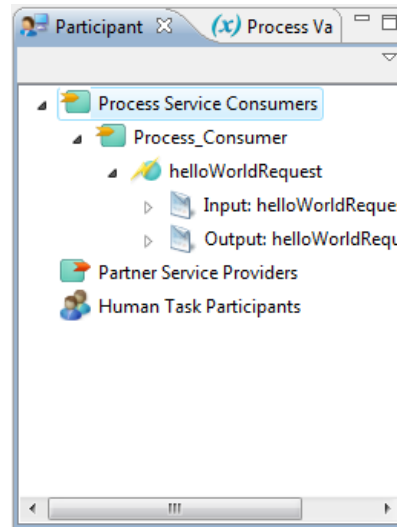 Participant (x) Process Va
Process Service Consumers
Process_Consumer
helloWorldRequest
Input: helloWorldReque
Output: helloWorldRequ
Partner Service Providers
Human Task Participants